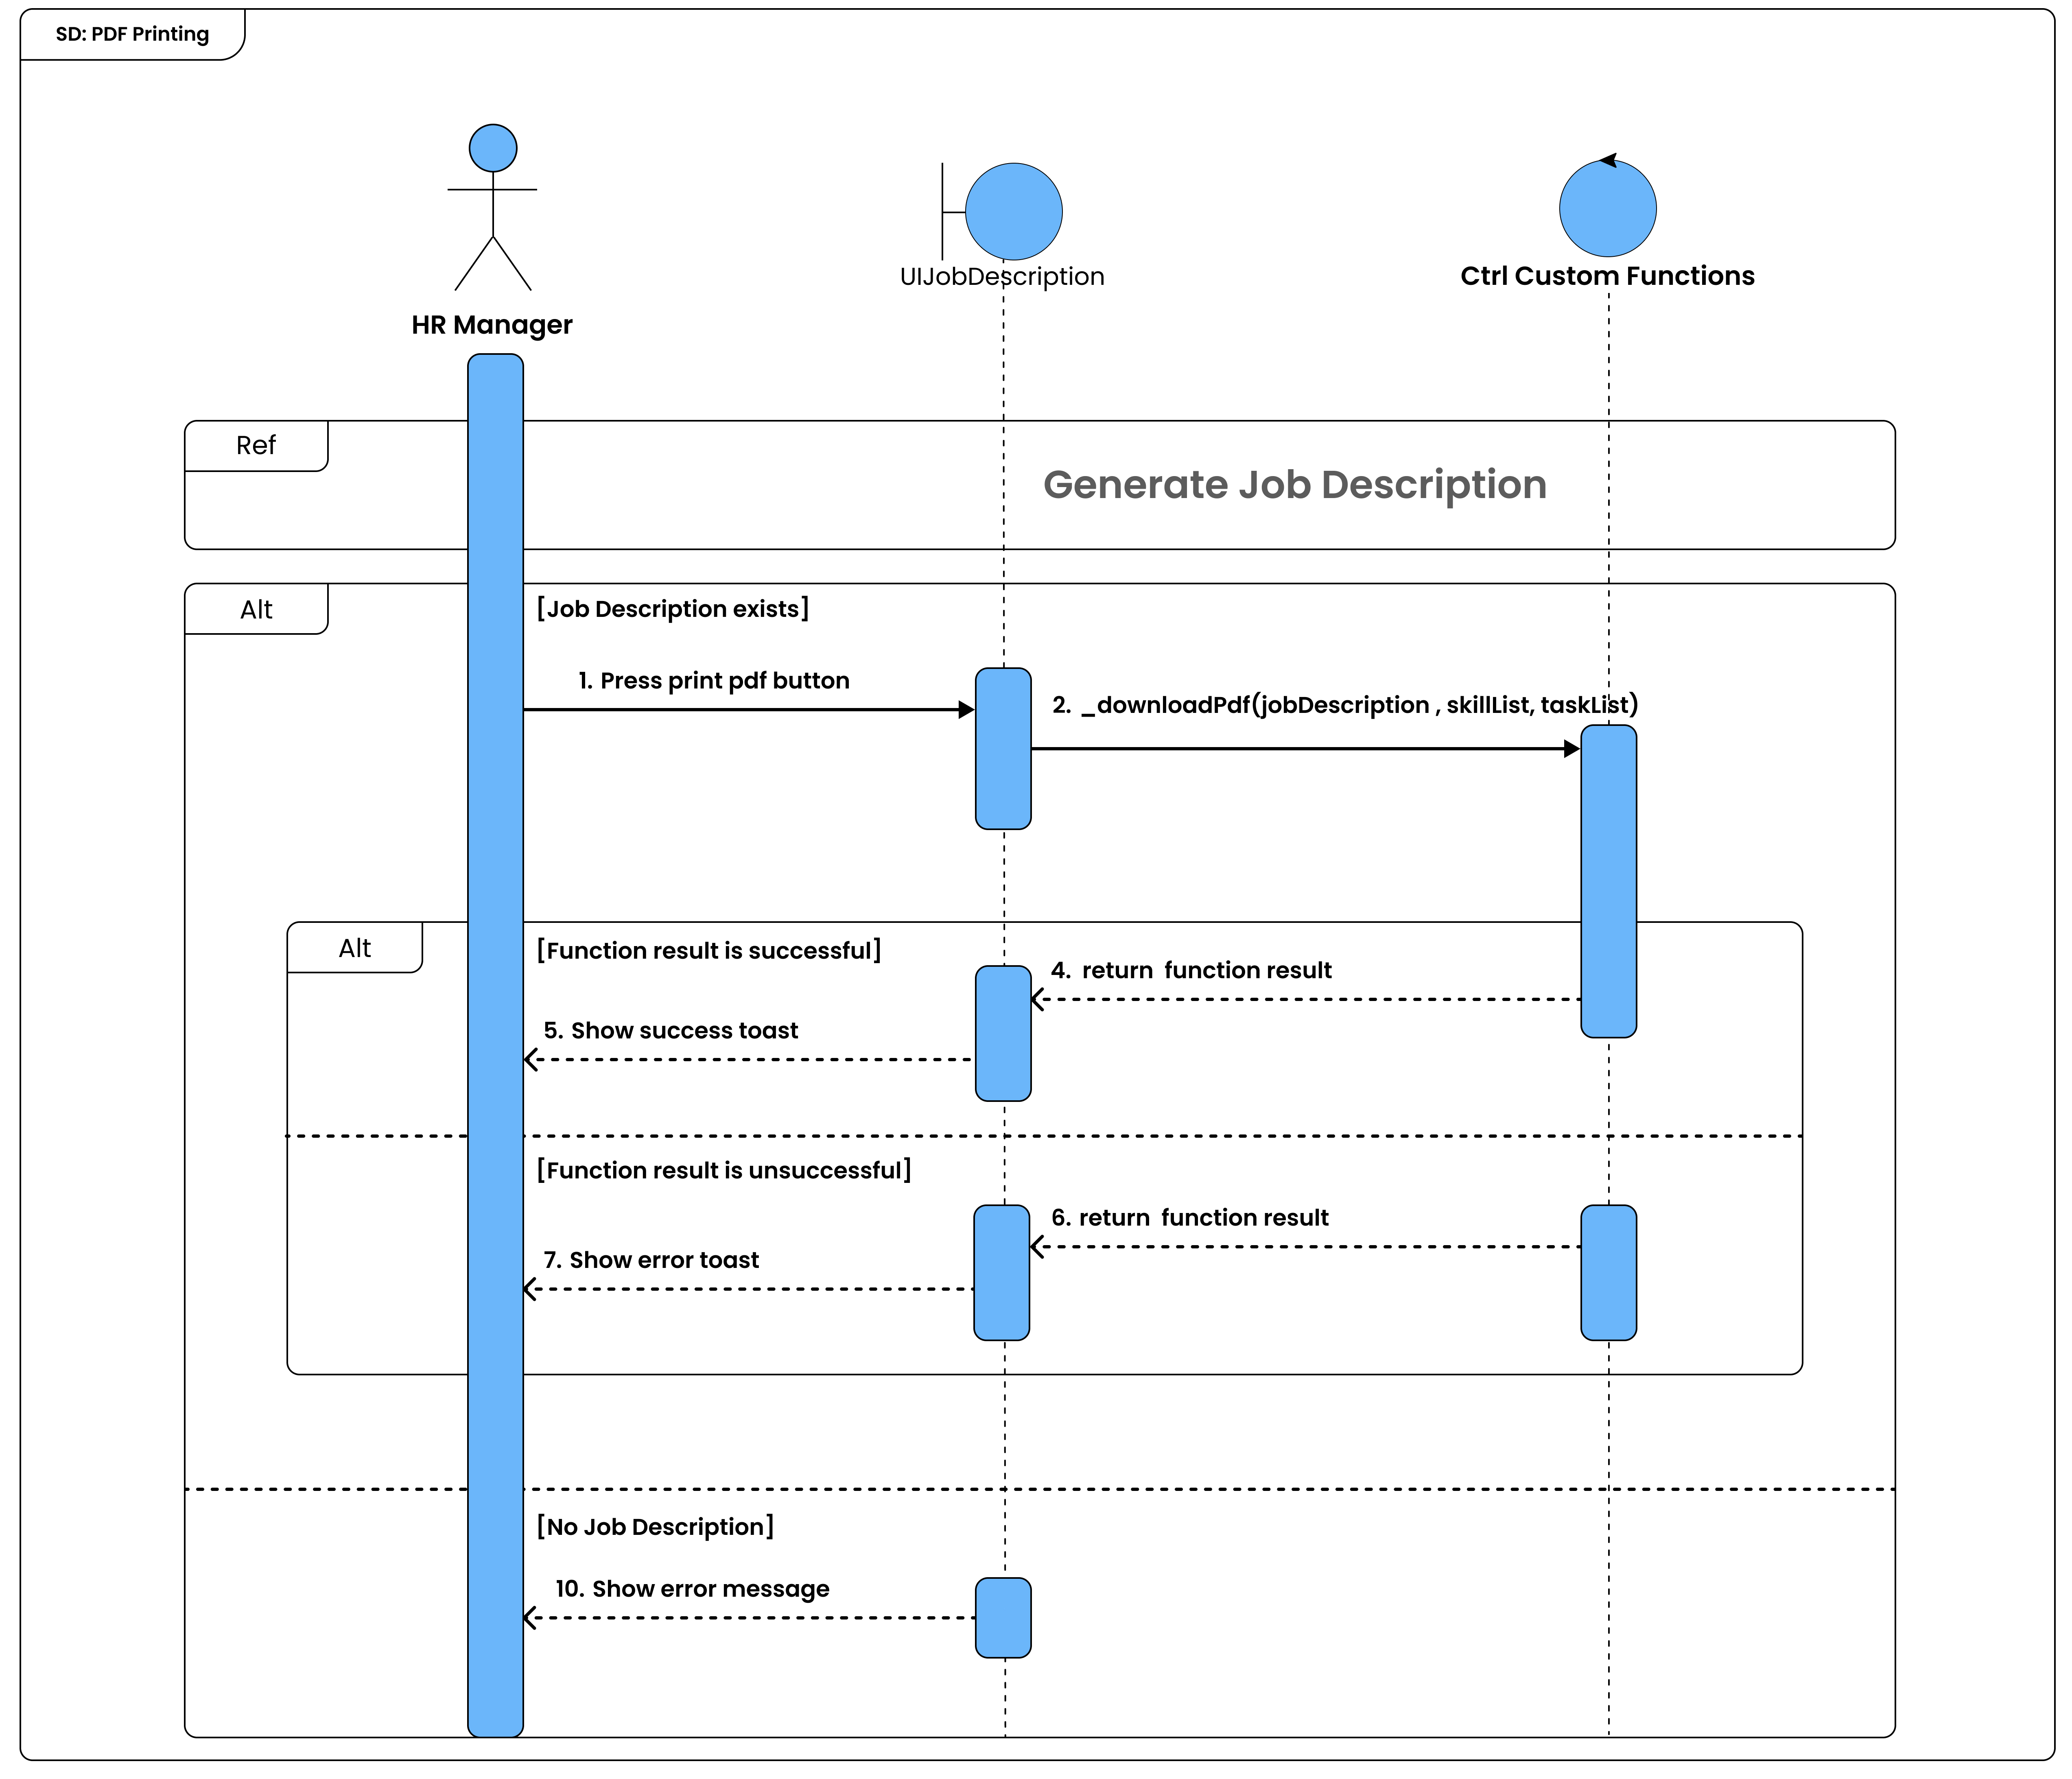 SD: PDF Printing
UIJobDescription
Ctrl Custom Functions
HR Manager
Ref
Generate Job Description
Alt
[Job Description exists]
1. Press print pdf button
2. _downloadPdf(jobDescription , skillList, taskList)
Alt
[Function result is successful]
4. return function result
5. Show success toast
[Function result is unsuccessful]
6. return function result
7. Show error toast
[No Job Description]
10. Show error message